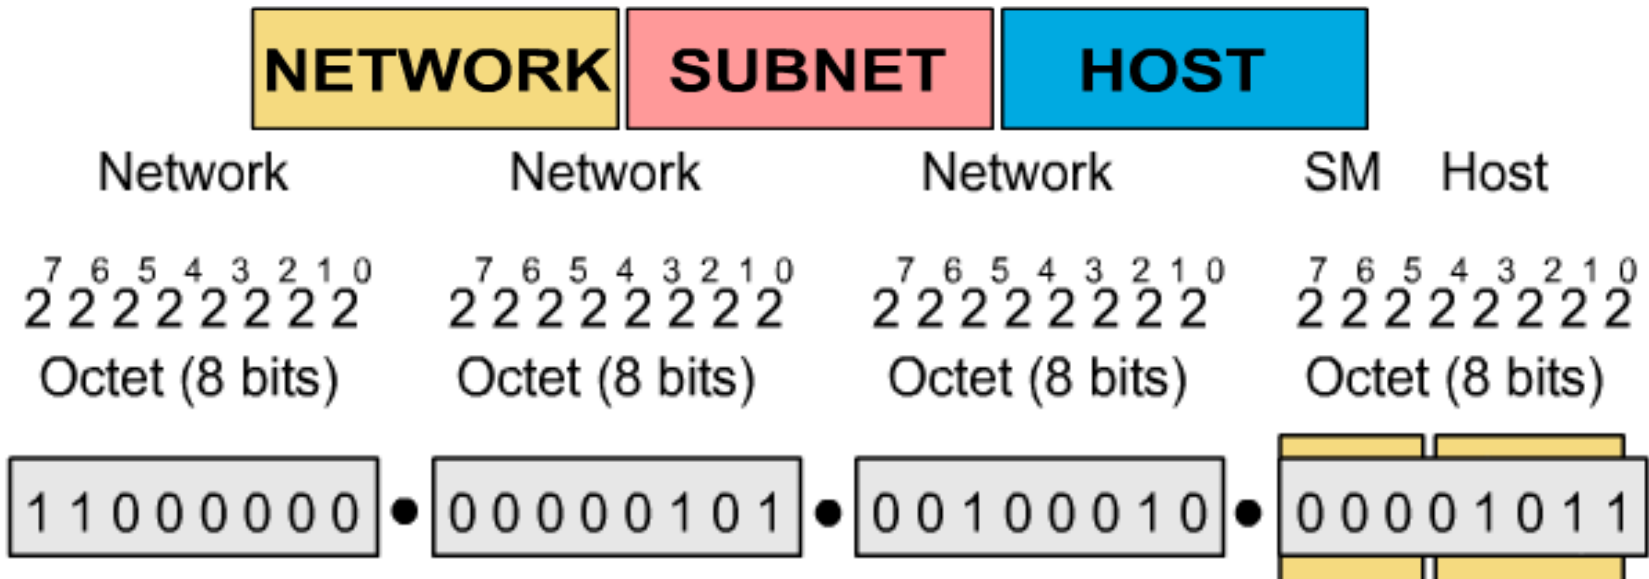 NETWORK SUBNET HOST
Network Network Network SM Host
7 6 5 4 3 2 1 0 7 6 5 4 3 2 1 0 7 6 5 4 3 2 1 0 7 6 5 4 3 2 1 0
2 2 2 2 2 2 2 2 2 2 2 2 2 2 2 2 2 2 2 2 2 2 2 2 2 2 2 2 2 2 2 2
Octet (8 bits) Octet (8 bits) Octet (8 bits) Octet (8 bits)
1 1 0 0 0 0 0 0 • 0 0 0 0 0 1 0 1 • 0 0 1 0 0 0 1 0 • 0 0 0 0 1 0 1 1